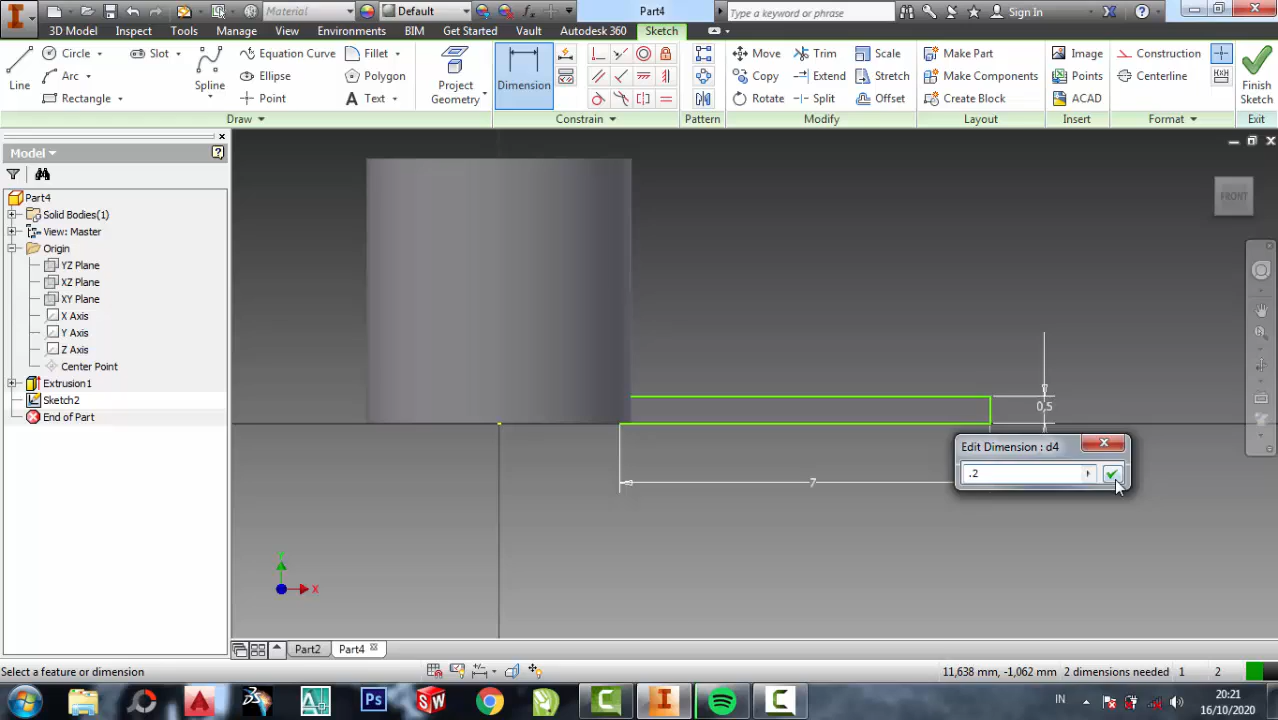 Material
Default
fx
Part4
Type a keyword or phrase
Sign In
3D Model
Inspect
Tools
Manage
View
Environments
BIM
Get Started
Vault
Autodesk 360
Sketch
Line
Circle
Arc
Rectangle
Slot
Spline
Equation Curve
Ellipse
Point
Fillet
Polygon
Text
Project Geometry
Dimension
Move
Copy
Rotate
Trim
Extend
Split
Scale
Stretch
Offset
Make Part
Make Components
Create Block
Image
Points
ACAD
Construction
Centerline
Finish Sketch
Draw
Constrain
Pattern
Modify
Layout
Insert
Format
Exit
Model
Part4
Solid Bodies(1)
View: Master
Origin
YZ Plane
XZ Plane
XY Plane
X Axis
Y Axis
Z Axis
Center Point
Extrusion1
Sketch2
End of Part
FRONT
0,5
7
Edit Dimension : d4
.2
X
Part2
Part4
Select a feature or dimension
11,638 mm, -1,062 mm
2 dimensions needed
1
2
Ps
SW
IN
20:21
16/10/2020